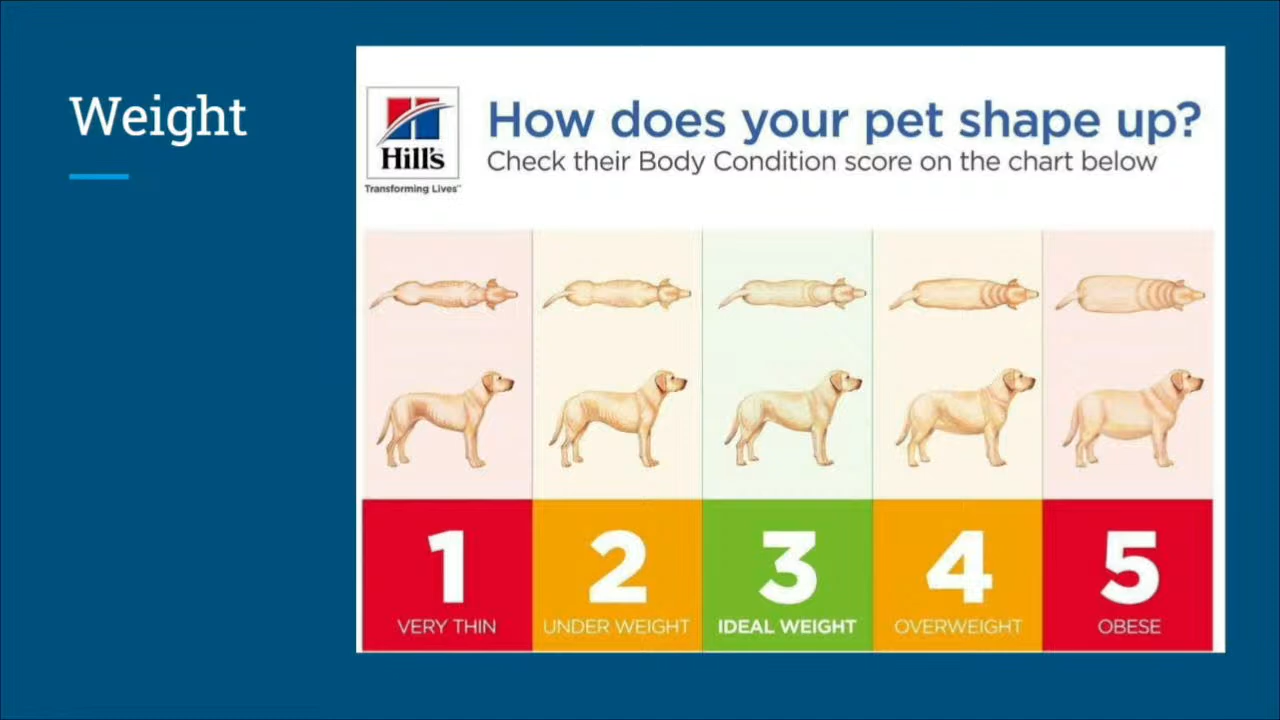 Weight
Hill's
Transforming Lives™
How does your pet shape up?
Check their Body Condition score on the chart below
1
VERY THIN
2
UNDER WEIGHT
3
IDEAL WEIGHT
4
OVERWEIGHT
5
OBESE